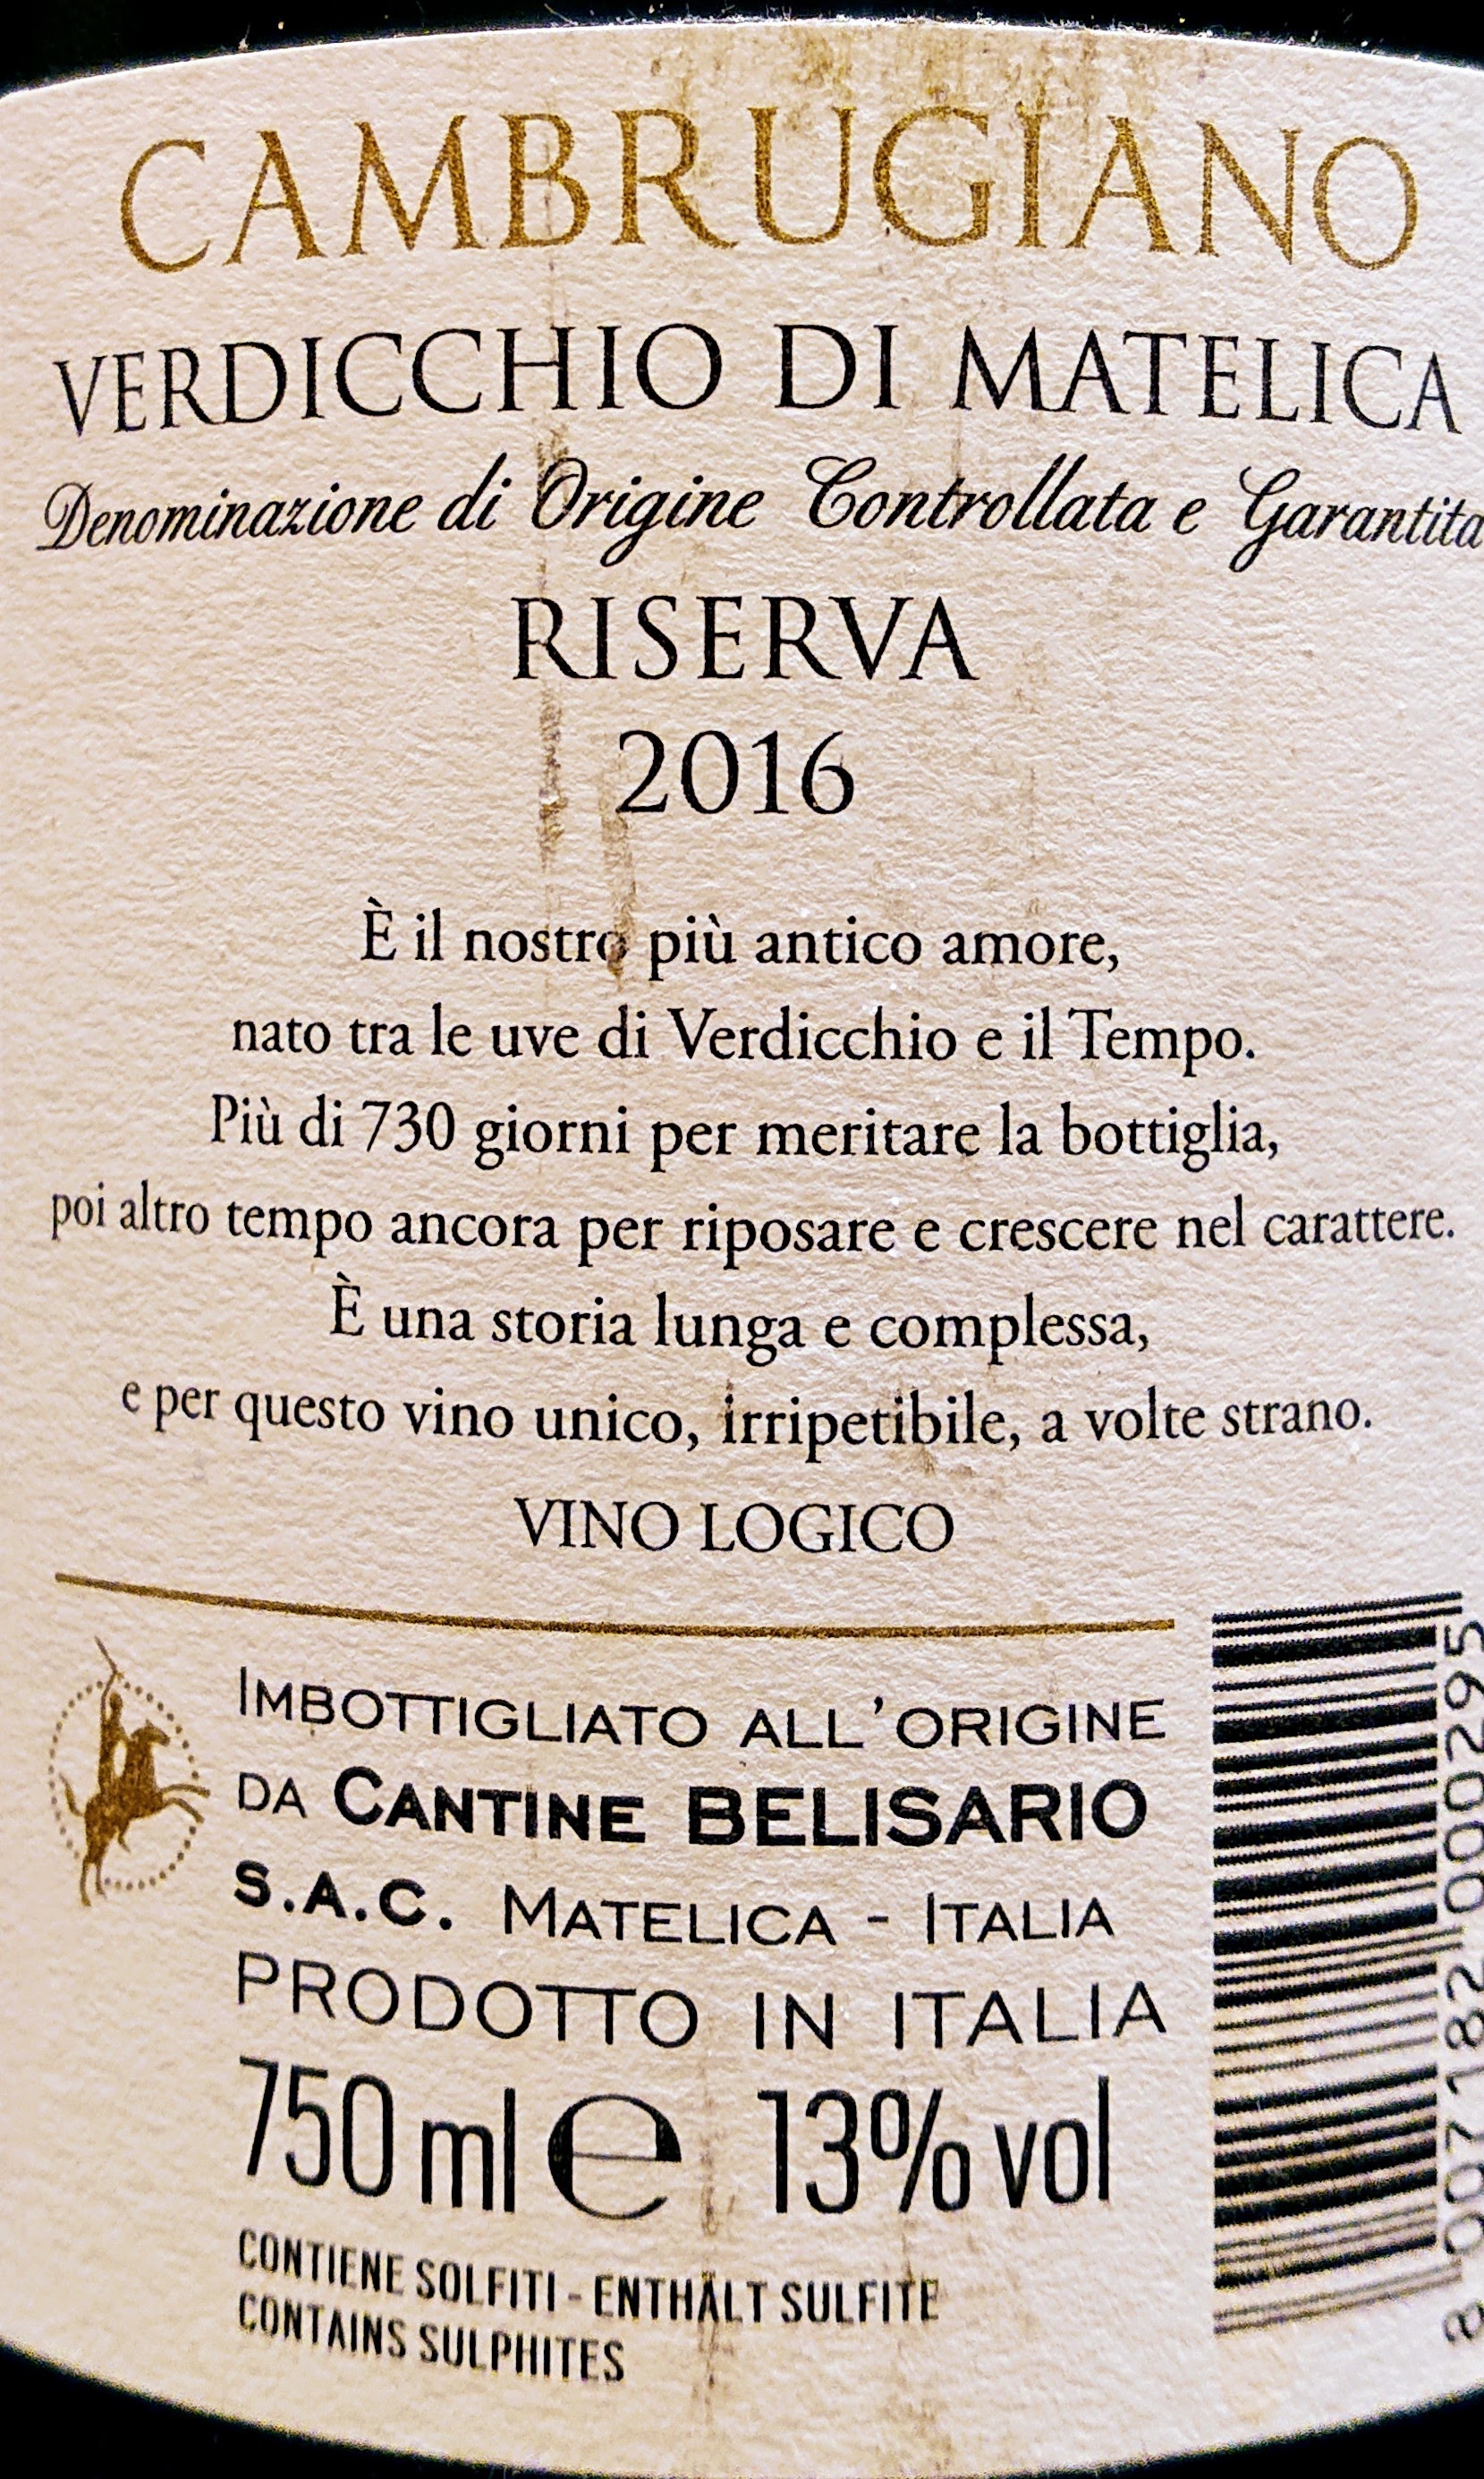 CAMBRUGIANO
VERDICCHIO DI MATELICA
Denominazione di Origine Controllata e Garantita
RISERVA
2016
È il nostro più antico amore,
nato tra le uve di Verdicchio e il Tempo.
Più di 730 giorni per meritare la bottiglia,
poi altro tempo ancora per riposare e crescere nel carattere.
È una storia lunga e complessa,
e per questo vino unico, irripetibile, a volte strano.
VINO LOGICO
IMBOTTIGLIATO ALL'ORIGINE
DA CANTINE BELISARIO
S.A.C. MATELICA - ITALIA
PRODOTTO IN ITALIA
750 ml e 13% vol
CONTIENE SOLFITI - ENTHÄLT SULFITE
CONTAINS SULPHITES
8 007182 000295